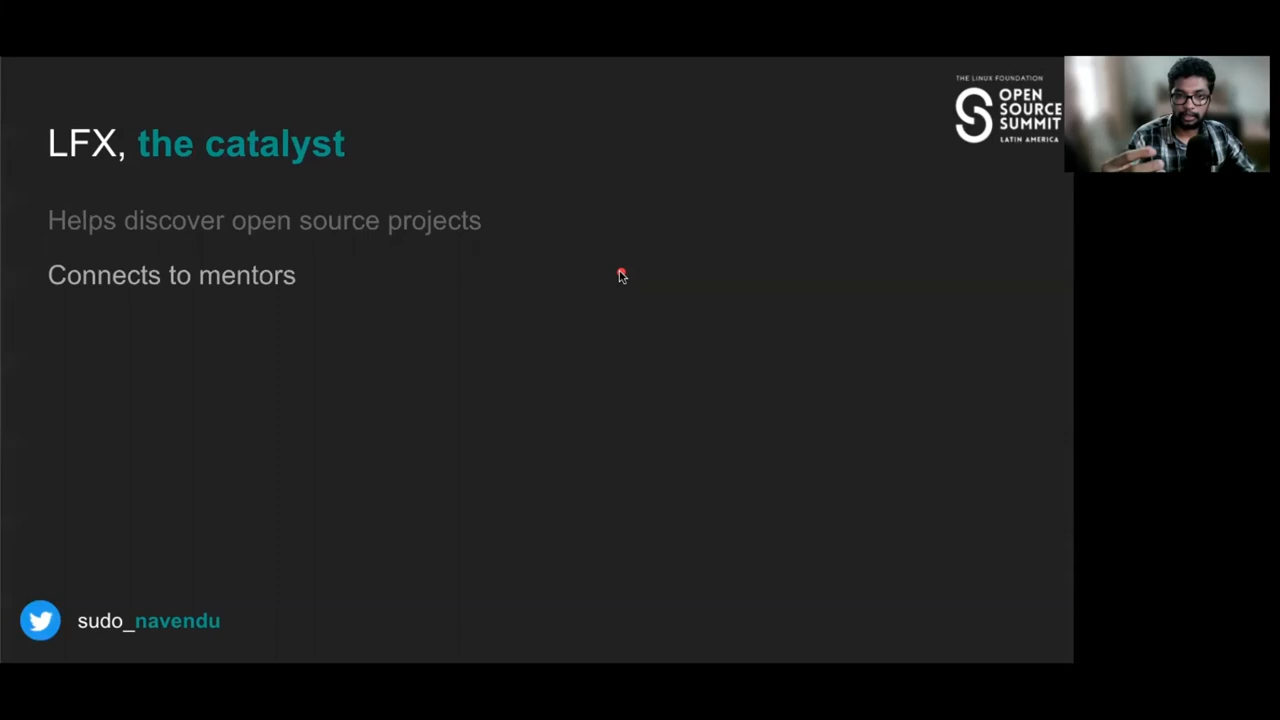 THE LINUX FOUNDATION
OPEN
SOURCE
SUMMIT
LATIN AMERICA
LFX, the catalyst
Helps discover open source projects
Connects to mentors
sudo_navendu